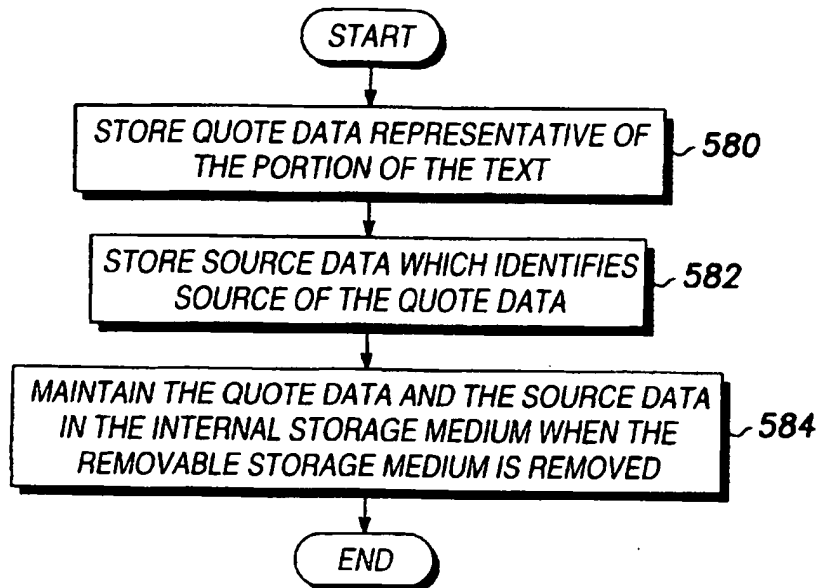 START
STORE QUOTE DATA REPRESENTATIVE OF
THE PORTION OF THE TEXT
580
STORE SOURCE DATA WHICH IDENTIFIES
SOURCE OF THE QUOTE DATA
582
MAINTAIN THE QUOTE DATA AND THE SOURCE DATA
IN THE INTERNAL STORAGE MEDIUM WHEN THE
REMOVABLE STORAGE MEDIUM IS REMOVED
584
END